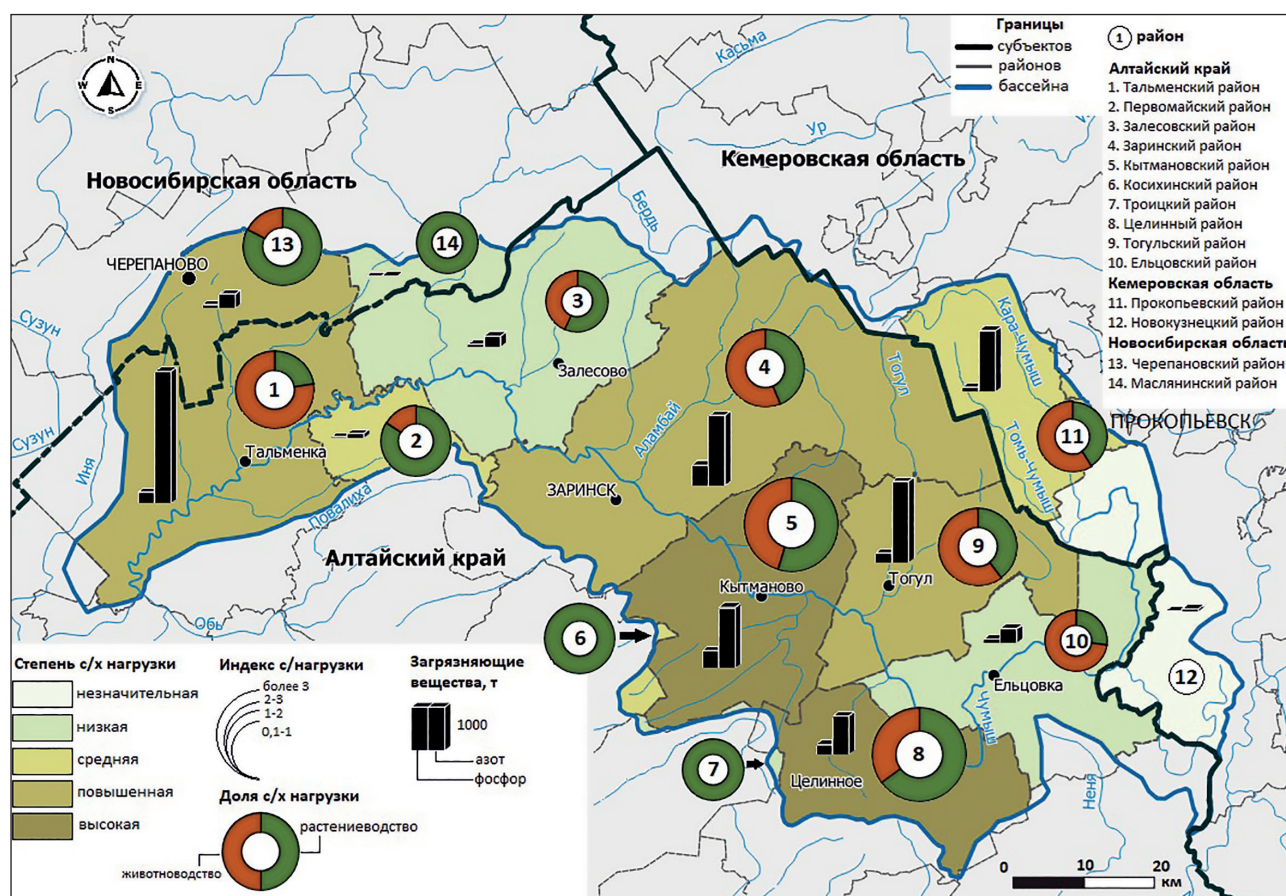 Границы
субъектов
районов
бассейна
1 район
Алтайский край
1. Тальменский район
2. Первомайский район
3. Залесовский район
4. Заринский район
5. Кытмановский район
6. Косихинский район
7. Троицкий район
8. Целинный район
9. Тогульский район
10. Ельцовский район
Кемеровская область
11. Прокопьевский район
12. Новокузнецкий район
Новосибирская област
13. Черепановский район
14. Маслянинский район
N
W E
S
Касьма
Ур
Кемеровская область
Новосибирская область
Бердь
13
14
ЧЕРЕПАНОВО
3
Кара-Чумыш
Сузун
Залесово
4
Тогул
1
2
Аламбай
11
ПРОКОПЬЕВСК
Сузун
Тальменка
Иня
Томь-Чумыш
ЗАРИНСК
Повалиха
5
9
Алтайский край
Кытманово
Тогул
Обь
6
10
12
Ельцовка
Чумыш
8
7
Целинное
Неня
Степень с/х нагрузки
незначительная
низкая
средняя
повышенная
высокая
Индекс с/нагрузки
более 3
2-3
1-2
0,1-1
Доля с/х нагрузки
растениеводство
животноводство
Загрязняющие
вещества, т
1000
азот
фосфор
0 10 20
км